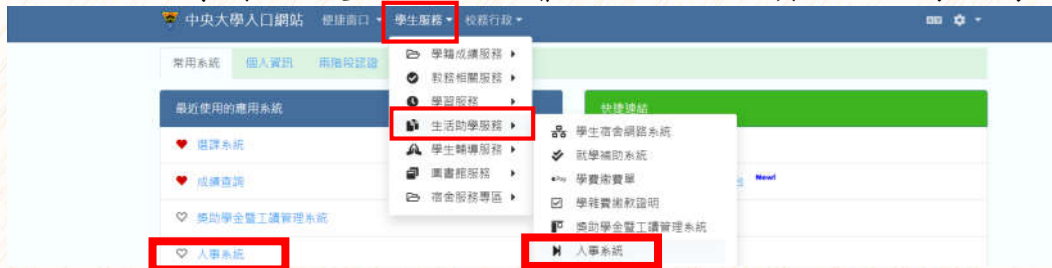 中央大學入口網站 便捷窗口 學生服務 校務行政
常用系統 個人資訊 兩階段認證
學籍成績服務
教務相關服務
學習服務
生活助學服務
學生輔導服務
圖書館服務
宿舍服務專區
最近使用的應用系統
選課系統
成績查詢
獎助學金暨工讀管理系統
人事系統
快捷連結
學生宿舍網路系統
就學補助系統
學費繳費單
New!
學雜費繳款證明
獎助學金暨工讀管理系統
人事系統